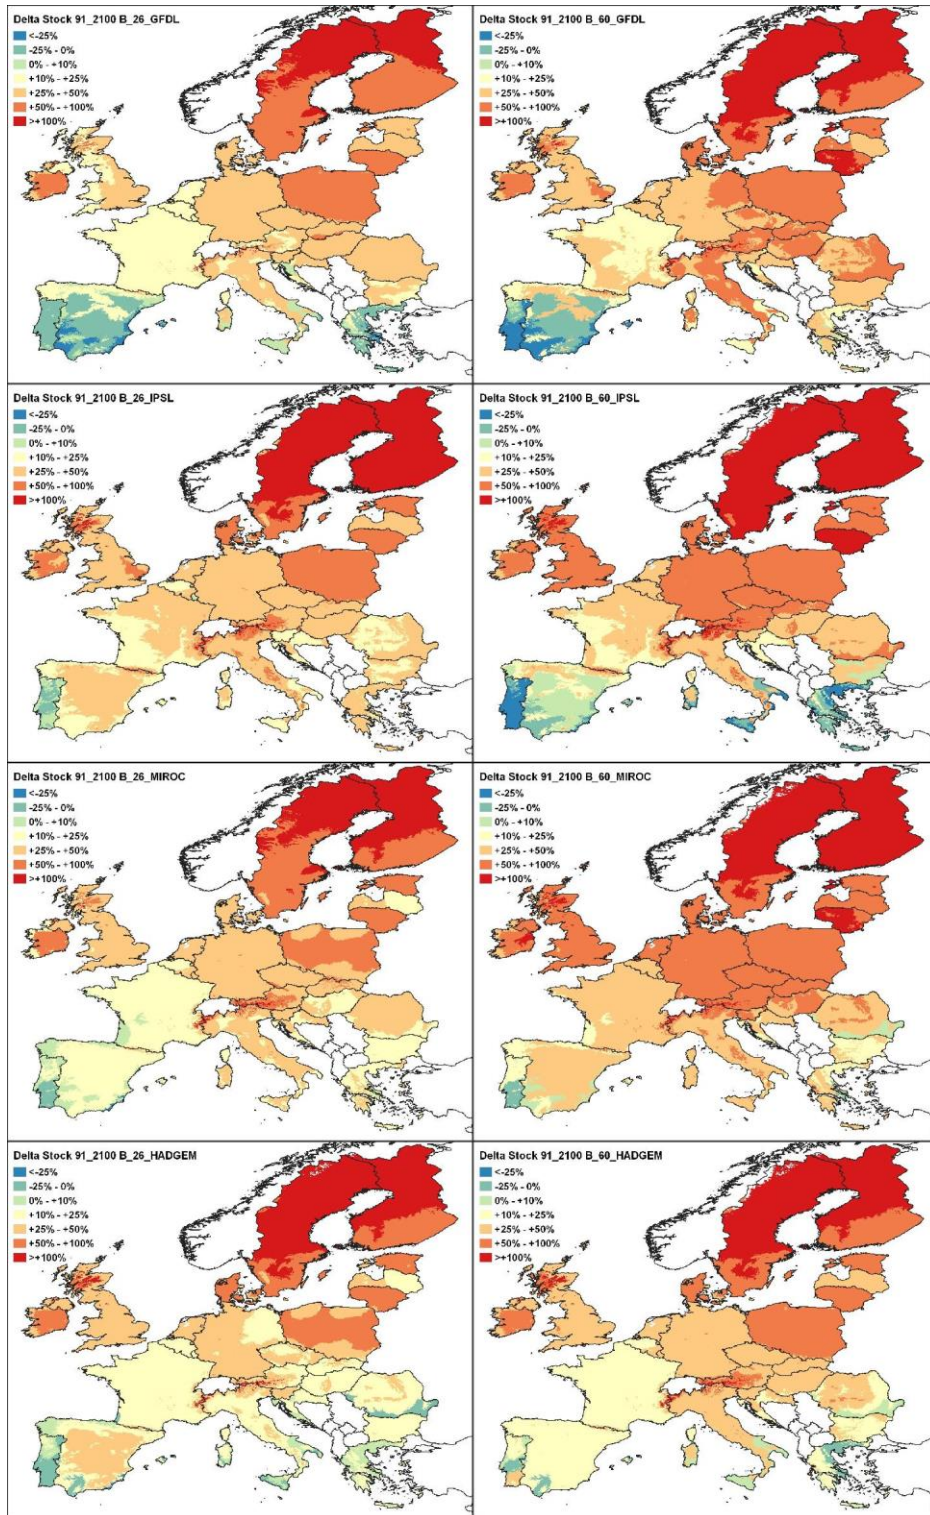 Delta Stock 91_2100 B_26_GFDL
<-25%
-25% - 0%
0% - +10%
+10% - +25%
+25% - +50%
+50% - +100%
>+100%
Delta Stock 91_2100 B_60_GFDL
<-25%
-25% - 0%
0% - +10%
+10% - +25%
+25% - +50%
+50% - +100%
>+100%
Delta Stock 91_2100 B_26_IPSL
<-25%
-25% - 0%
0% - +10%
+10% - +25%
+25% - +50%
+50% - +100%
>+100%
Delta Stock 91_2100 B_60_IPSL
<-25%
-25% - 0%
0% - +10%
+10% - +25%
+25% - +50%
+50% - +100%
>+100%
Delta Stock 91_2100 B_26_MIROC
<-25%
-25% - 0%
0% - +10%
+10% - +25%
+25% - +50%
+50% - +100%
>+100%
Delta Stock 91_2100 B_60_MIROC
<-25%
-25% - 0%
0% - +10%
+10% - +25%
+25% - +50%
+50% - +100%
>+100%
Delta Stock 91_2100 B_26_HADGEM
<-25%
-25% - 0%
0% - +10%
+10% - +25%
+25% - +50%
+50% - +100%
>+100%
Delta Stock 91_2100 B_60_HADGEM
<-25%
-25% - 0%
0% - +10%
+10% - +25%
+25% - +50%
+50% - +100%
>+100%